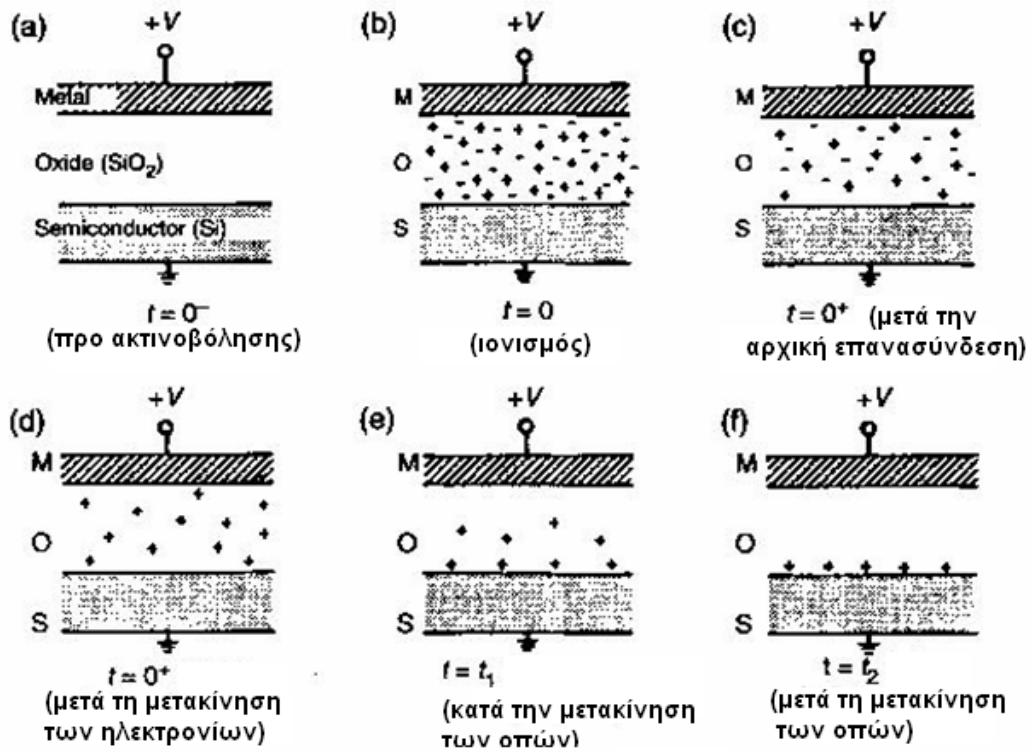 (a)
+V
Metal
Oxide (SiO₂)
Semiconductor (Si)
t = 0⁻
(προ ακτινοβόλησης)
(b)
+V
M
O
S
t = 0
(ιονισμός)
(c)
+V
M
O
S
t = 0⁺ (μετά την
αρχική επανασύνδεση)
(d)
+V
M
O
S
t = 0⁺
(μετά τη μετακίνηση
των ηλεκτρονίων)
(e)
+V
M
O
S
t = t₁
(κατά την μετακίνηση
των οπών)
(f)
+V
M
O
S
t = t₂
(μετά τη μετακίνηση
των οπών)